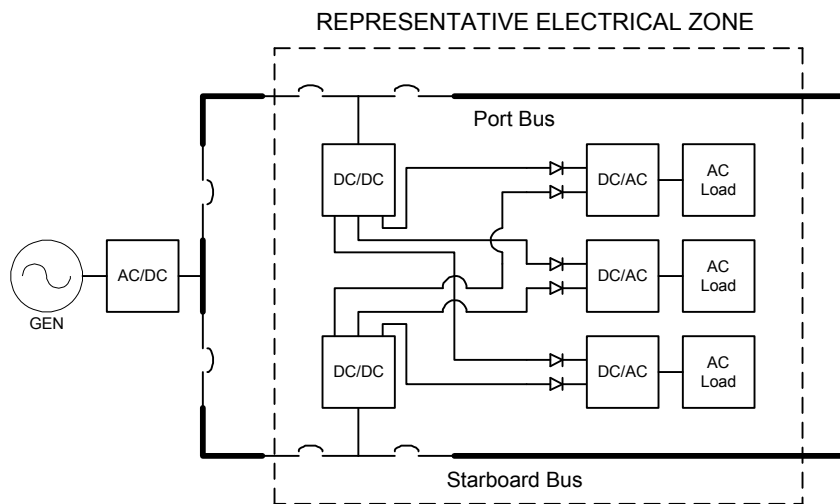 REPRESENTATIVE ELECTRICAL ZONE
Port Bus
DC/DC
DC/AC
AC
Load
AC/DC
GEN
DC/AC
AC
Load
DC/DC
DC/AC
AC
Load
Starboard Bus